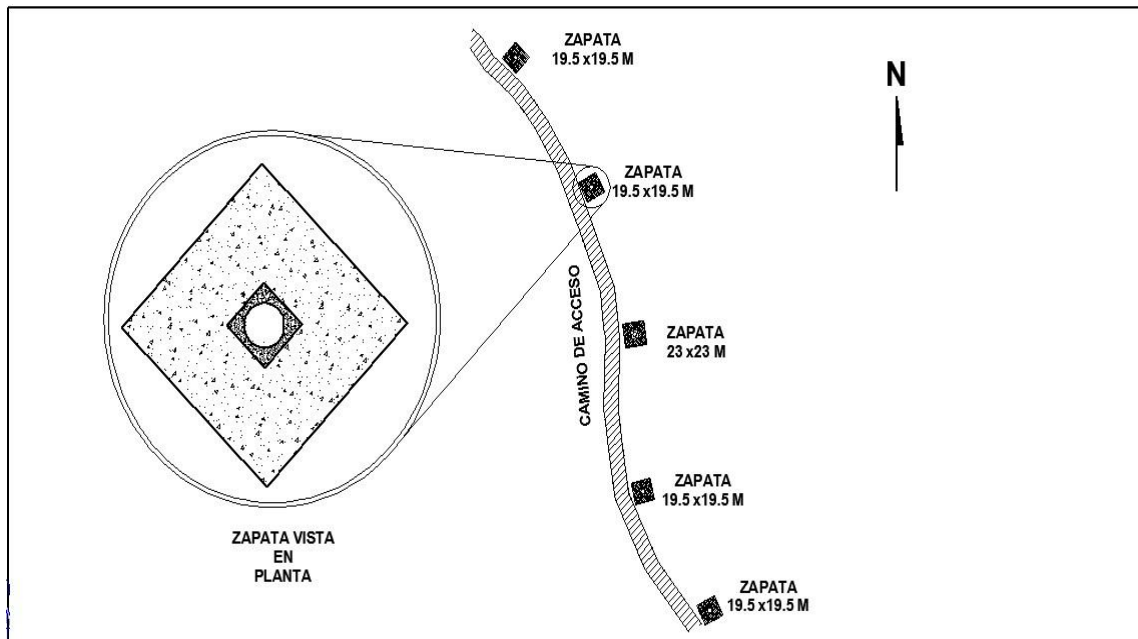 ZAPATA
19.5 x19.5 M
N
ZAPATA
19.5 x19.5 M
CAMINO DE ACCESO
ZAPATA
23 x23 M
ZAPATA
19.5 x19.5 M
ZAPATA VISTA
EN
PLANTA
ZAPATA
19.5 x19.5 M